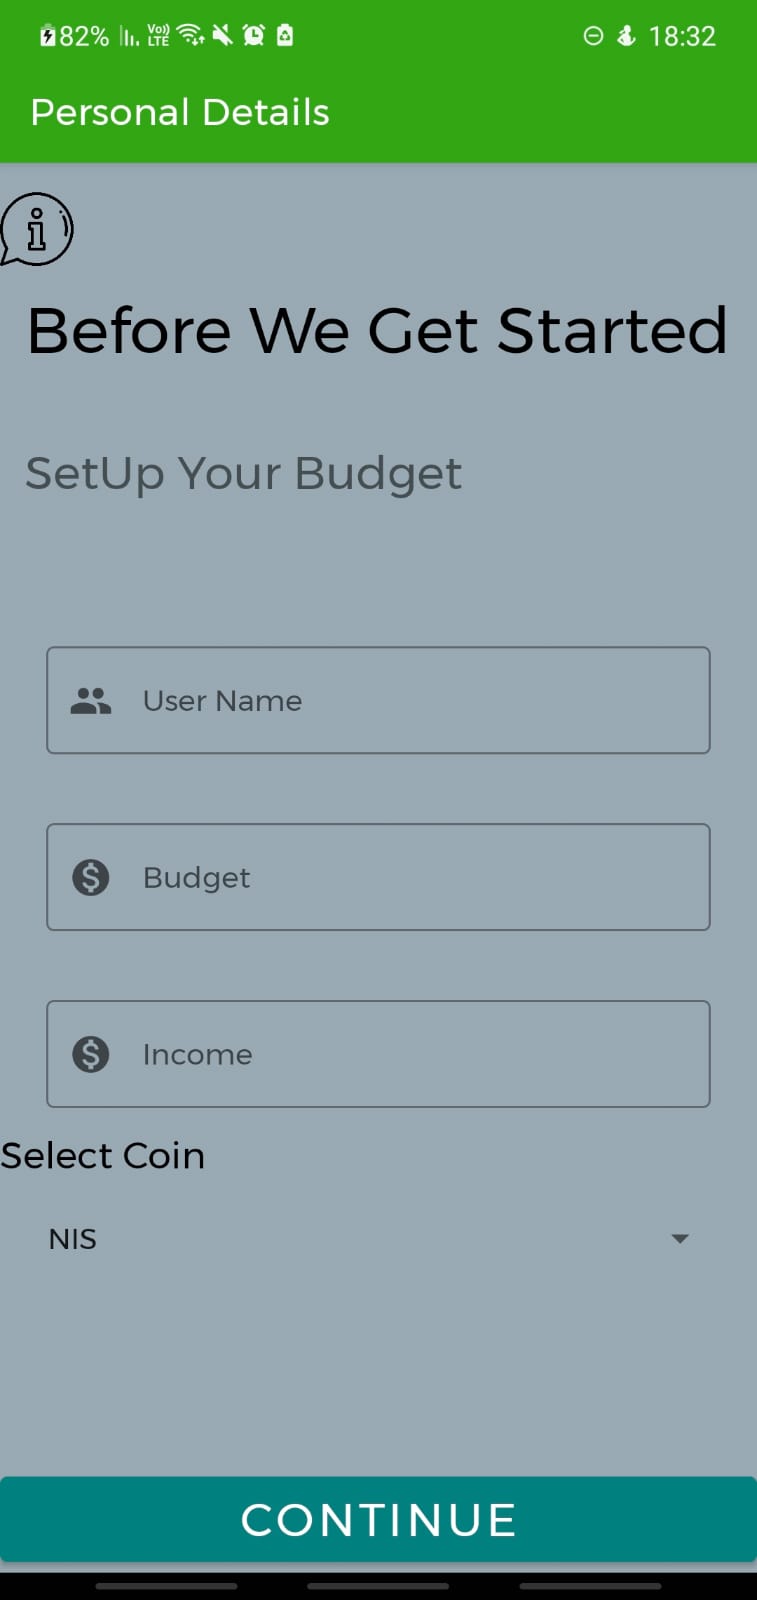 82% Vo)) LTE 18:32
Personal Details
i
Before We Get Started
SetUp Your Budget
User Name
$ Budget
$ Income
Select Coin
NIS
CONTINUE